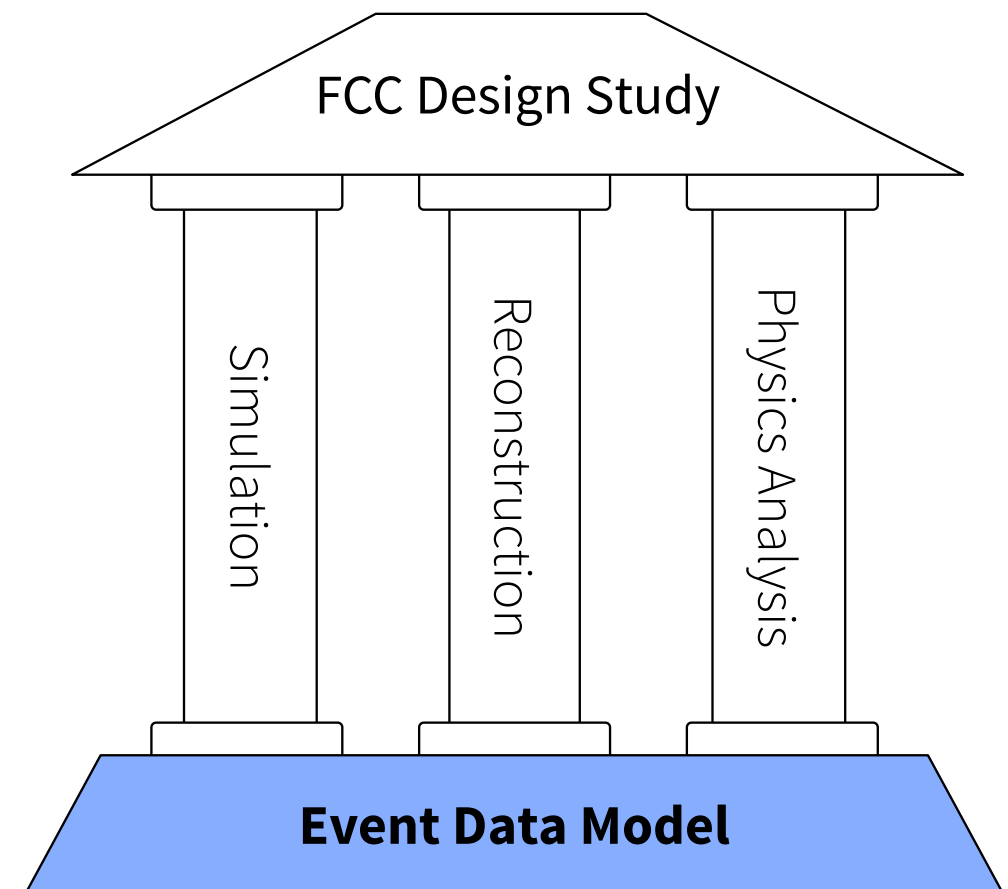 FCC Design Study
Simulation
Reconstruction
Physics Analysis
Event Data Model